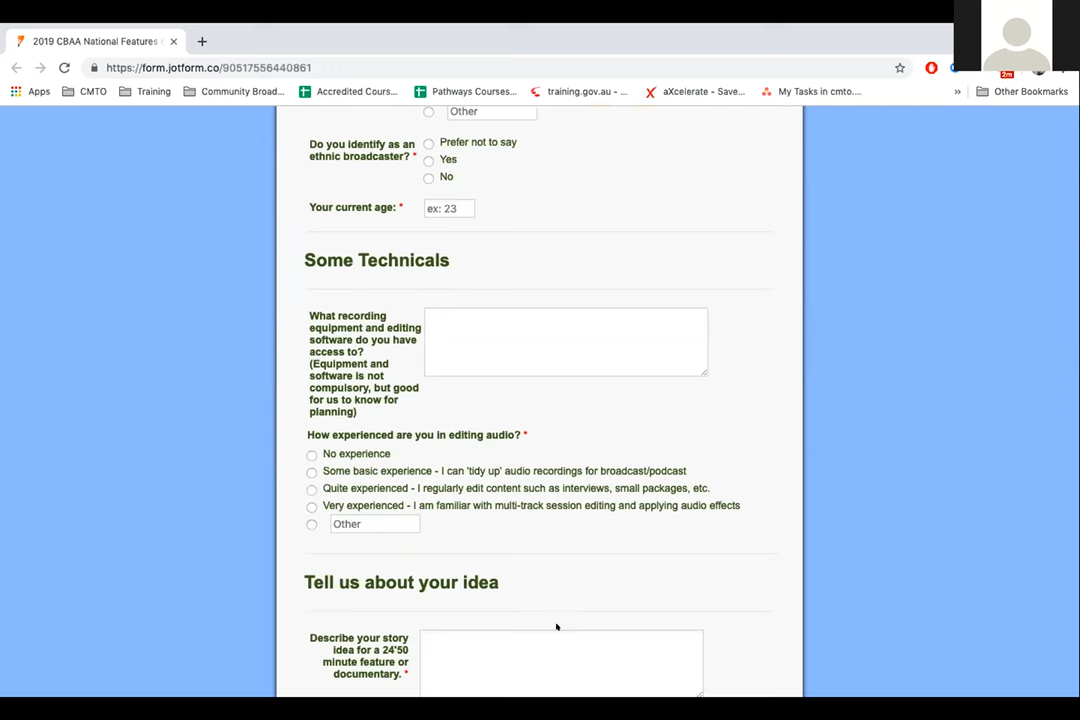 2019 CBAA National Features
https://form.jotform.co/90517556440861
2m
Apps CMTO Training Community Broad... Accredited Cours... Pathways Courses... training.gov.au - ... aXcelerate - Save... My Tasks in cmto.... » Other Bookmarks
Other
Do you identify as an
ethnic broadcaster? *
Prefer not to say
Yes
No
Your current age: * ex: 23
Some Technicals
What recording
equipment and editing
software do you have
access to?
(Equipment and
software is not
compulsory, but good
for us to know for
planning)
How experienced are you in editing audio? *
No experience
Some basic experience - I can 'tidy up' audio recordings for broadcast/podcast
Quite experienced - I regularly edit content such as interviews, small packages, etc.
Very experienced - I am familiar with multi-track session editing and applying audio effects
Other
Tell us about your idea
Describe your story
idea for a 24'50
minute feature or
documentary. *